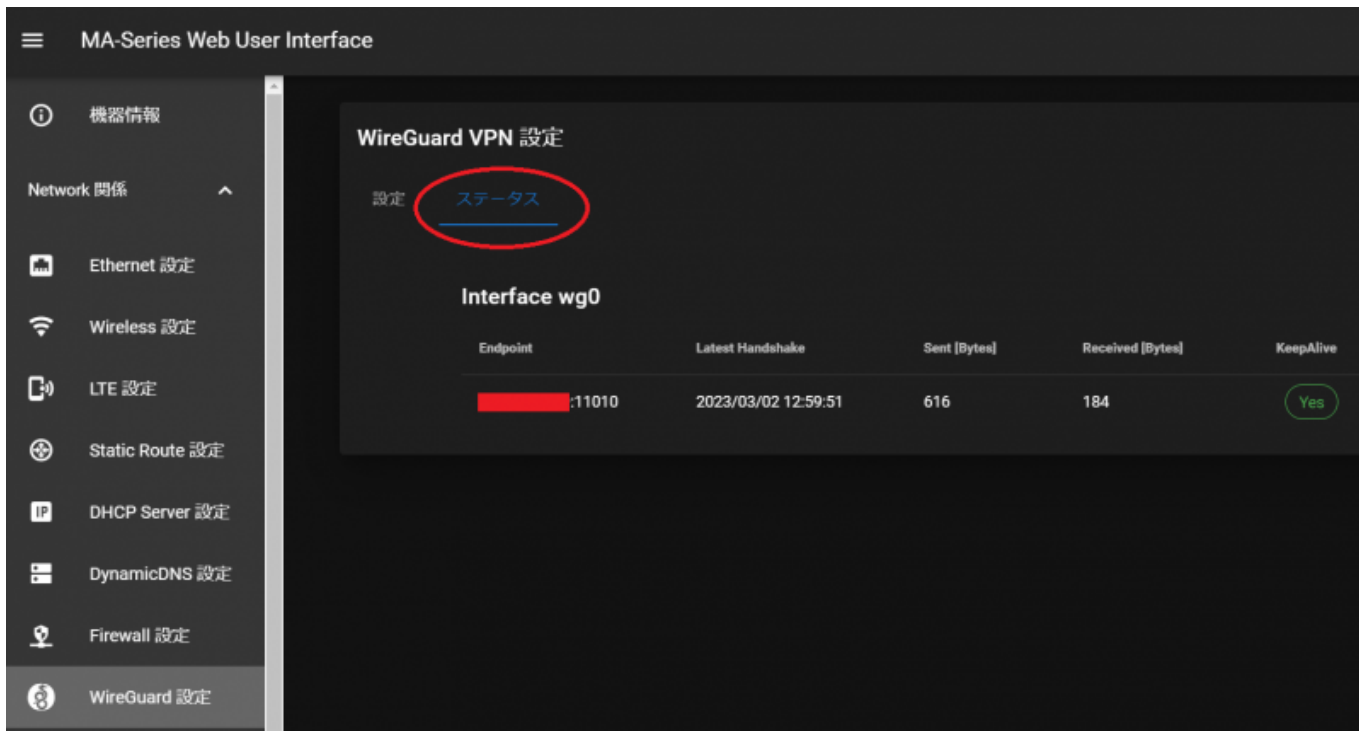 MA-Series Web User Interface
機器情報
Network 関係
Ethernet 設定
Wireless 設定
LTE 設定
Static Route 設定
IP
DHCP Server 設定
DynamicDNS 設定
Firewall 設定
WireGuard 設定
WireGuard VPN 設定
設定 ステータス
Interface wg0
Endpoint Latest Handshake Sent [Bytes] Received [Bytes] KeepAlive
:11010 2023/03/02 12:59:51 616 184 Yes